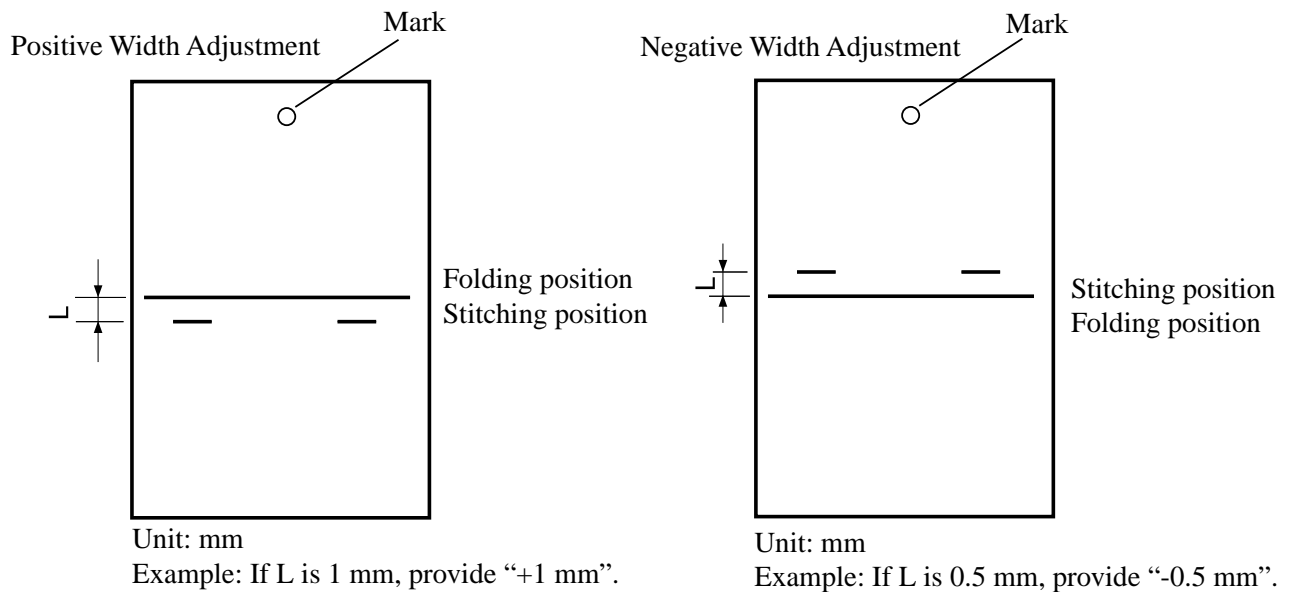 Positive Width Adjustment
Mark
L
Folding position
Stitching position
Unit: mm
Example: If L is 1 mm, provide “+1 mm”.
Negative Width Adjustment
Mark
L
Stitching position
Folding position
Unit: mm
Example: If L is 0.5 mm, provide “-0.5 mm”.